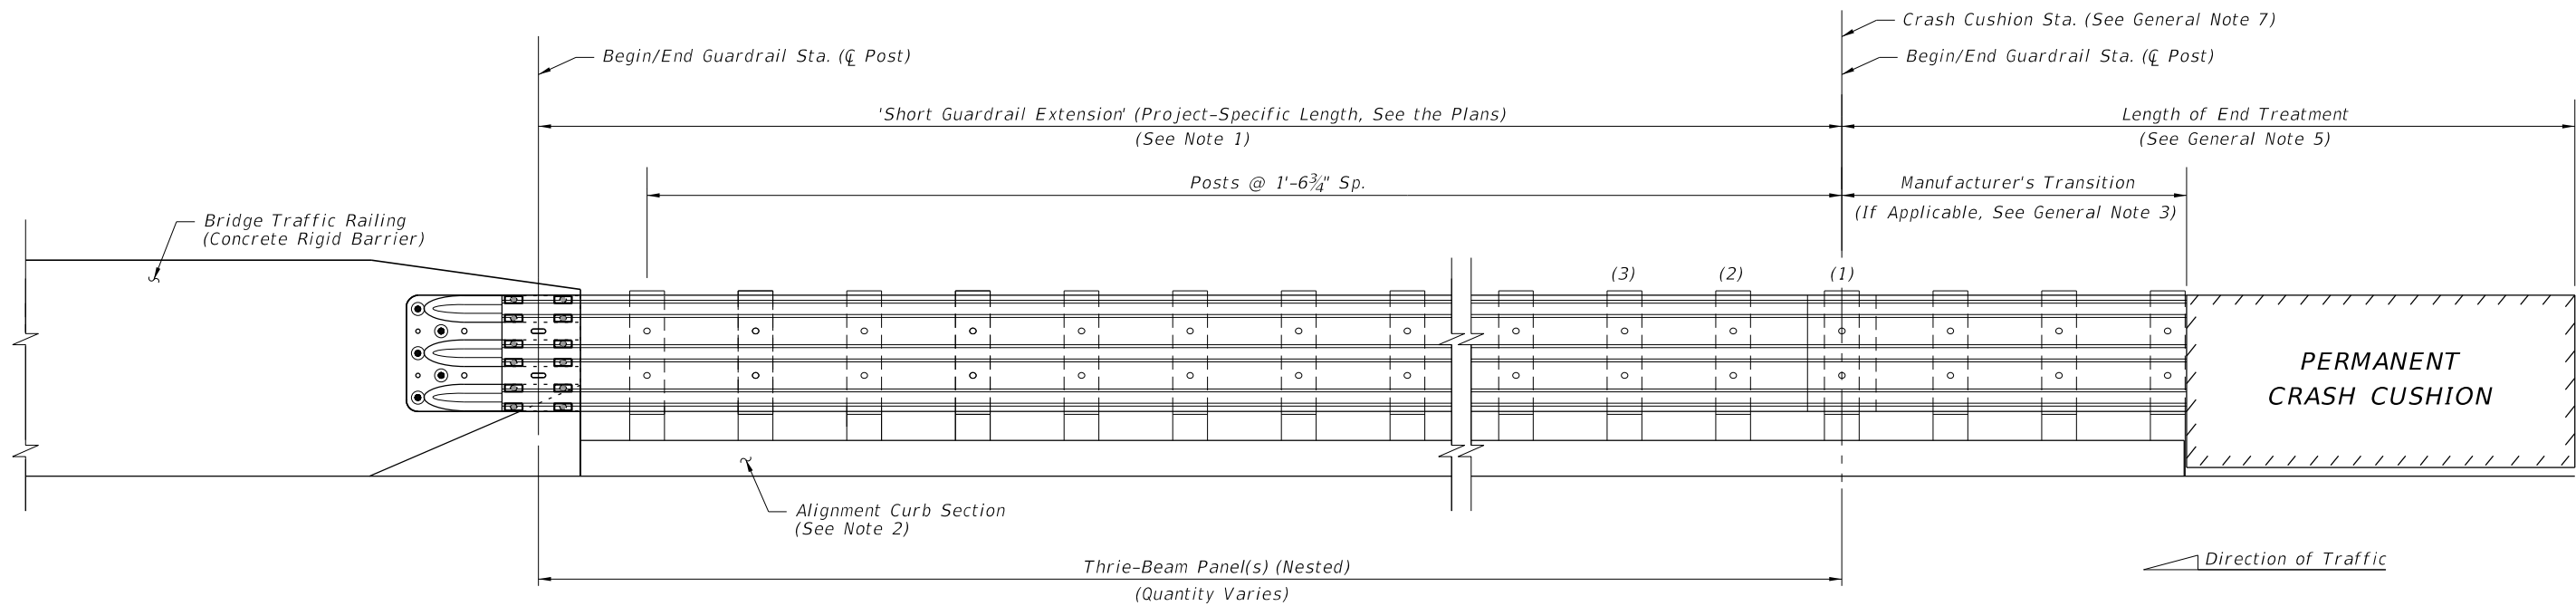 Crash Cushion Sta. (See General Note 7)
Begin/End Guardrail Sta. (℄ Post)
Begin/End Guardrail Sta. (℄ Post)
'Short Guardrail Extension' (Project-Specific Length, See the Plans)
(See Note 1)
Length of End Treatment
(See General Note 5)
Posts @ 1'-6¾" Sp.
Manufacturer's Transition
(If Applicable, See General Note 3)
Bridge Traffic Railing
(Concrete Rigid Barrier)
(3)
(2)
(1)
PERMANENT
CRASH CUSHION
Alignment Curb Section
(See Note 2)
Direction of Traffic
Thrie-Beam Panel(s) (Nested)
(Quantity Varies)